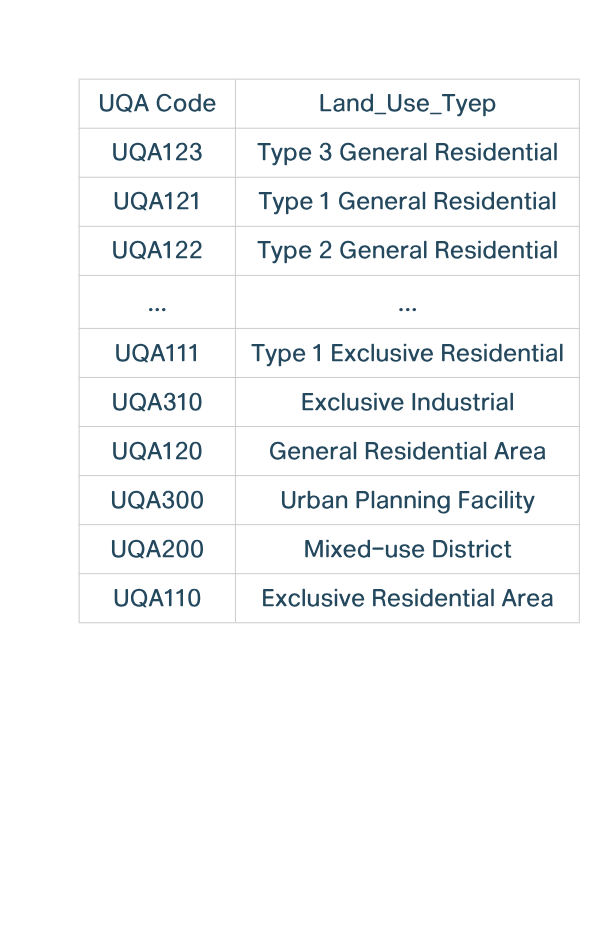 UQA Code Land_Use_Tyep
UQA123 Type 3 General Residential
UQA121 Type 1 General Residential
UQA122 Type 2 General Residential
... ...
UQA111 Type 1 Exclusive Residential
UQA310 Exclusive Industrial
UQA120 General Residential Area
UQA300 Urban Planning Facility
UQA200 Mixed-use District
UQA110 Exclusive Residential Area